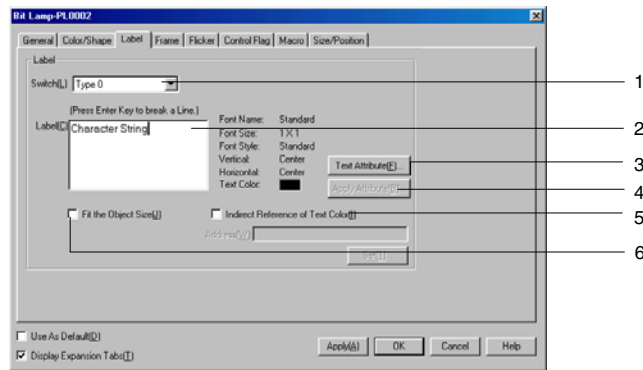 Bit Lamp-PL0002
General Color/Shape Label Frame Flicker Control Flag Macro Size/Position
Label
Switch(L) Type 0 1
(Press Enter Key to break a Line.)
Label(C) Character String 2
Font Name: Standard
Font Size: 1 X 1
Font Style: Standard
Vertical: Center
Horizontal: Center
Text Color:
Text Attribute(F)... 3
Apply Attribute(B) 4
Fit the Object Size(J) Indirect Reference of Text Color(I) 5
Address(W)
Set(T)... 6
Use As Default(D)
Display Expansion Tabs(T)
Apply(A) OK Cancel Help